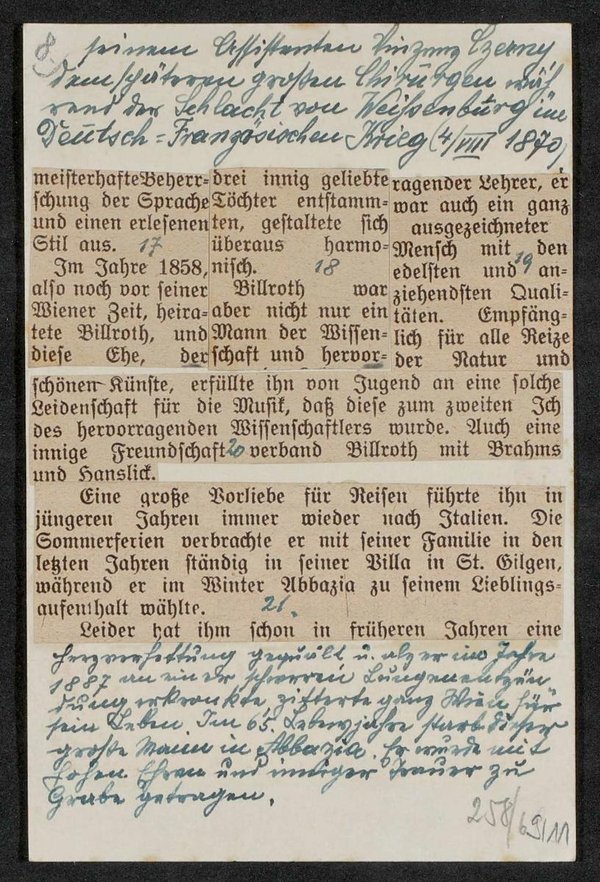 8.
seinem Assistenten Vinzenz Czerny,
dem späteren großen Chirurgen wäh-
rend der Schlacht von Weißenburg im
Deutsch=Französischen Krieg (4/VIII 1870)
meisterhafte Beherr-
schung der Sprache
und einen erlesenen
Stil aus. 17
Im Jahre 1858,
also noch vor seiner
Wiener Zeit, heira-
tete Billroth, und
diese Ehe, der
drei innig geliebte
Töchter entstamm-
ten, gestaltete sich
überaus harmo-
nisch. 18
Billroth war
aber nicht nur ein
Mann der Wissen-
schaft und hervor-
ragender Lehrer, er
war auch ein ganz
ausgezeichneter
Mensch mit den
edelsten und 19 an-
ziehendsten Quali-
täten. Empfäng-
lich für alle Reize
der Natur und
schönen Künste, erfüllte ihn von Jugend an eine solche
Leidenschaft für die Musik, daß diese zum zweiten Ich
des hervorragenden Wissenschaftlers wurde. Auch eine
innige Freundschaft 20 verband Billroth mit Brahms
und Hanslick.
Eine große Vorliebe für Reisen führte ihn in
jüngeren Jahren immer wieder nach Italien. Die
Sommerferien verbrachte er mit seiner Familie in den
letzten Jahren ständig in seiner Villa in St. Gilgen,
während er im Winter Abbazia zu seinem Lieblings-
aufenthalt wählte. 21.
Leider hat ihm schon in früheren Jahren eine
Herzverfettung gequält u. als er im Jahre
1887 an einer schweren Lungenentzün-
dung erkrankte, zitterte ganz Wien für
sein Leben. Im 65. Lebensjahre starb dieser
große Mann in Abbazia. Er wurde mit
hohen Ehren und inniger Trauer zu
Grabe getragen.
258/69/11